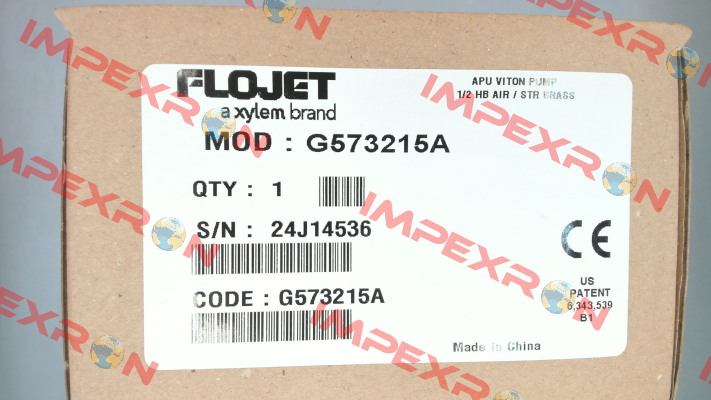 FLOJET
a xylem brand
APU VITON PUMP
1/2 HB AIR / STR BRASS
MOD : G573215A
QTY : 1
S/N : 24J14536
CODE : G573215A
CE
US
PATENT
6,343,539
B1
Made in China
IMPEXRON
IMPEXRON
IMPEXRON
IMPEXRON
IMPEXRON